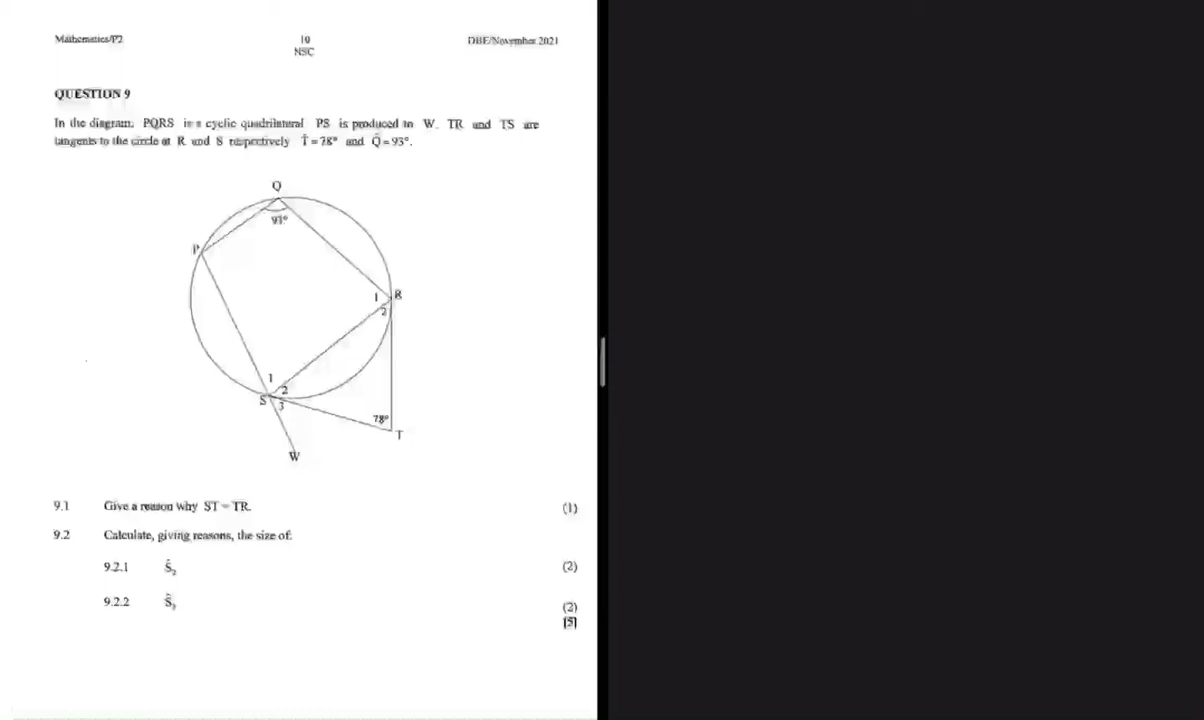 Mathematics/P2
10
NSC
DBE/November 2021
QUESTION 9
In the diagram, PQRS is a cyclic quadrilateral PS is produced to W. TR and TS are
tangents to the circle at R and S respectively T̂ = 78° and Q̂ = 93°.
Q
93°
P
1
R
2
1
2
S
3
78°
T
W
9.1 Give a reason why ST = TR. (1)
9.2 Calculate, giving reasons, the size of:
9.2.1 Ŝ₂ (2)
9.2.2 Ŝ₃ (2)
[5]